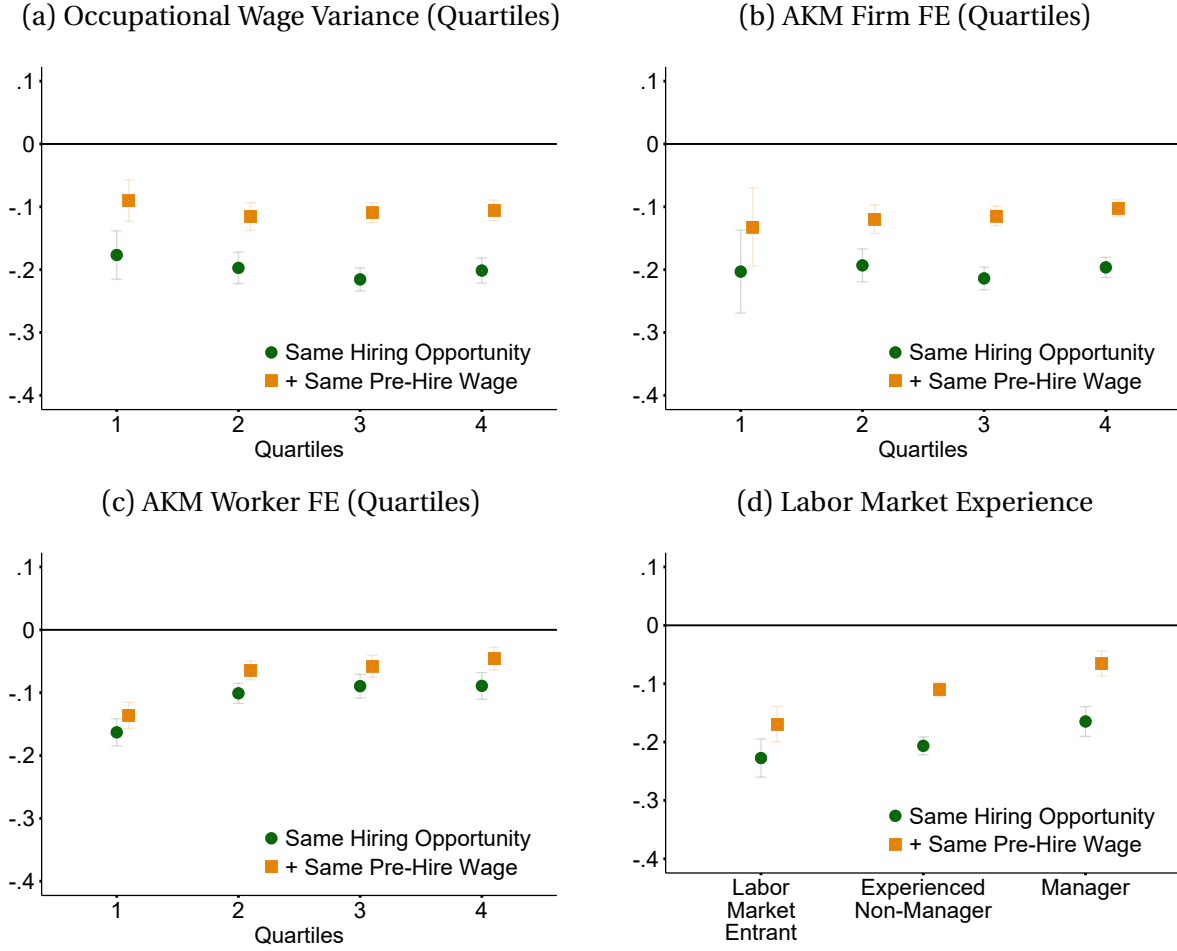 (a) Occupational Wage Variance (Quartiles)
.1
0
-.1
-.2
-.3
-.4
Same Hiring Opportunity
+ Same Pre-Hire Wage
1 2 3 4
Quartiles
(b) AKM Firm FE (Quartiles)
.1
0
-.1
-.2
-.3
-.4
Same Hiring Opportunity
+ Same Pre-Hire Wage
1 2 3 4
Quartiles
(c) AKM Worker FE (Quartiles)
.1
0
-.1
-.2
-.3
-.4
Same Hiring Opportunity
+ Same Pre-Hire Wage
1 2 3 4
Quartiles
(d) Labor Market Experience
.1
0
-.1
-.2
-.3
-.4
Same Hiring Opportunity
+ Same Pre-Hire Wage
Labor
Market
Entrant
Experienced
Non-Manager
Manager